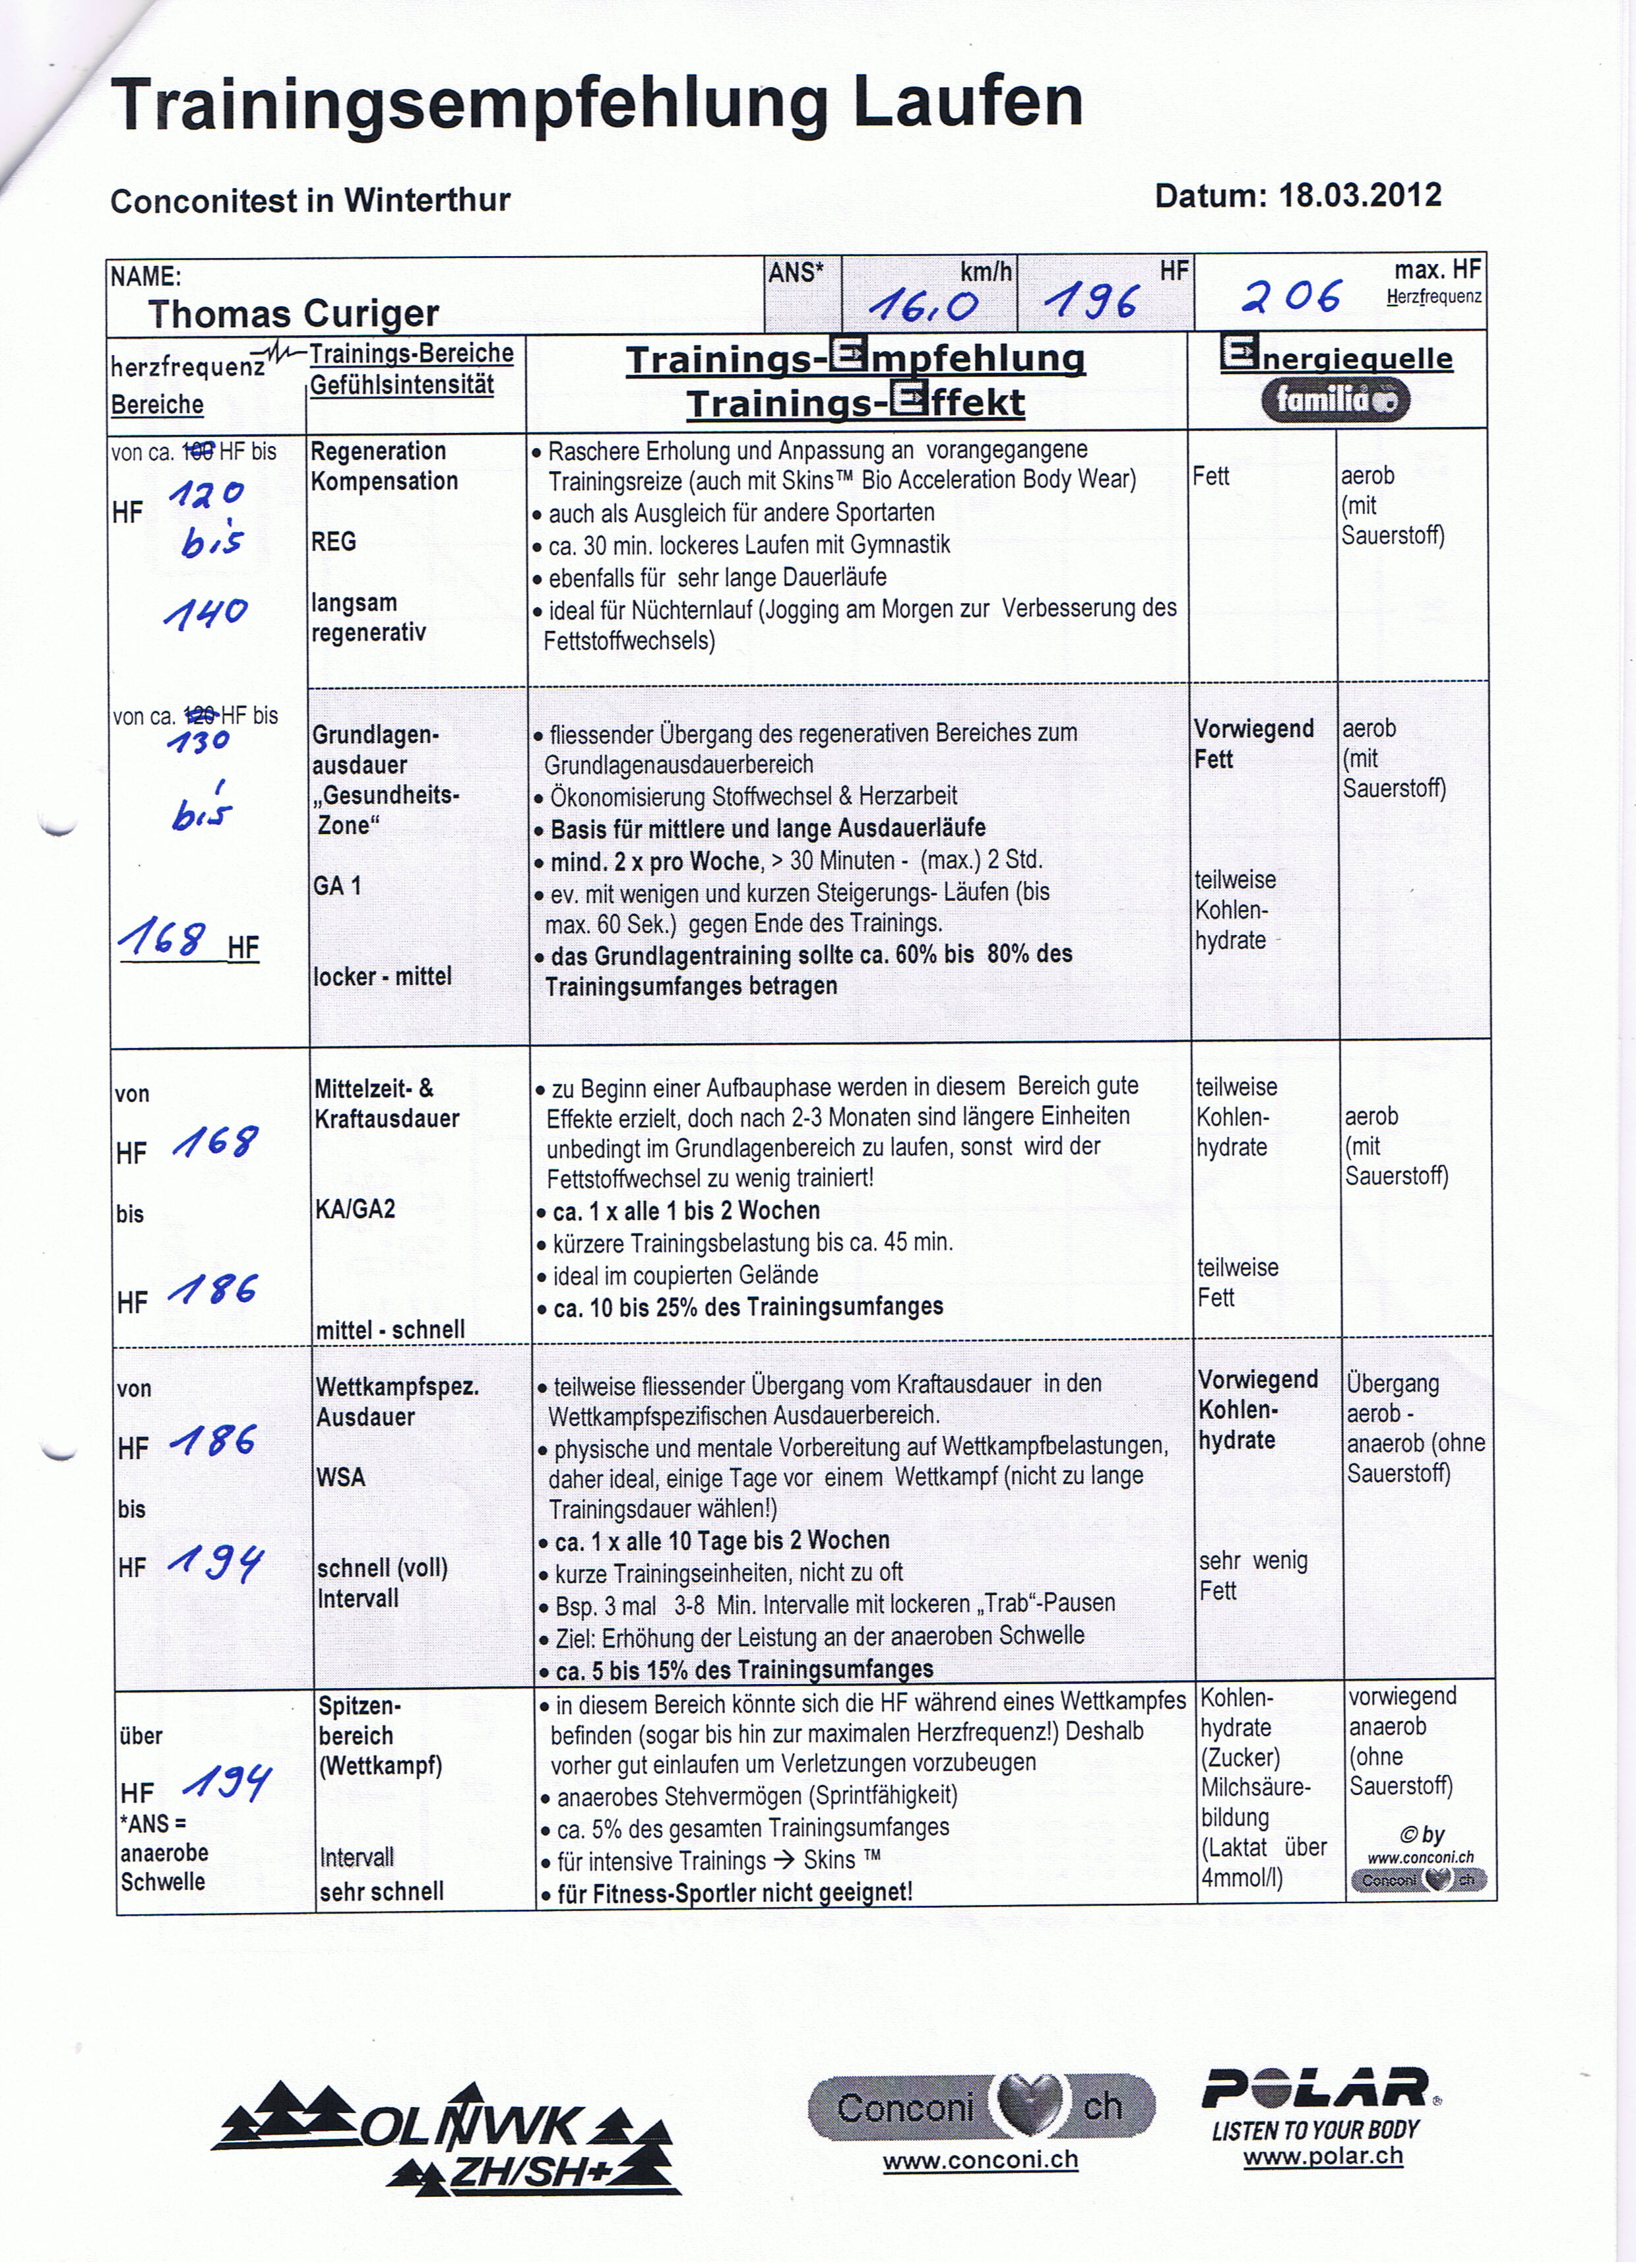 Trainingsempfehlung Laufen
Conconitest in Winterthur
Datum: 18.03.2012
NAME:
Thomas Curiger
ANS*
km/h
16,0
HF
196
max. HF
Herzfrequenz
206
herzfrequenz
Bereiche
Trainings-Bereiche
Gefühlsintensität
Trainings-Empfehlung
Trainings-Effekt
Energiequelle
familia
von ca. 100 HF bis
HF 120
bis
140
Regeneration
Kompensation
REG
langsam
regenerativ
• Raschere Erholung und Anpassung an vorangegangene
Trainingsreize (auch mit Skins™ Bio Acceleration Body Wear)
• auch als Ausgleich für andere Sportarten
• ca. 30 min. lockeres Laufen mit Gymnastik
• ebenfalls für sehr lange Dauerläufe
• ideal für Nüchternlauf (Jogging am Morgen zur Verbesserung des
Fettstoffwechsels)
Fett
aerob
(mit
Sauerstoff)
von ca. 120 HF bis
130
bis
168 HF
Grundlagen-
ausdauer
„Gesundheits-
Zone“
GA 1
locker - mittel
• fliessender Übergang des regenerativen Bereiches zum
Grundlagenausdauerbereich
• Ökonomisierung Stoffwechsel & Herzarbeit
• Basis für mittlere und lange Ausdauerläufe
• mind. 2 x pro Woche, > 30 Minuten - (max.) 2 Std.
• ev. mit wenigen und kurzen Steigerungs- Läufen (bis
max. 60 Sek.) gegen Ende des Trainings.
• das Grundlagentraining sollte ca. 60% bis 80% des
Trainingsumfanges betragen
Vorwiegend
Fett
teilweise
Kohlen-
hydrate
aerob
(mit
Sauerstoff)
von
HF 168
bis
HF 186
Mittelzeit- &
Kraftausdauer
KA/GA2
mittel - schnell
• zu Beginn einer Aufbauphase werden in diesem Bereich gute
Effekte erzielt, doch nach 2-3 Monaten sind längere Einheiten
unbedingt im Grundlagenbereich zu laufen, sonst wird der
Fettstoffwechsel zu wenig trainiert!
• ca. 1 x alle 1 bis 2 Wochen
• kürzere Trainingsbelastung bis ca. 45 min.
• ideal im coupierten Gelände
• ca. 10 bis 25% des Trainingsumfanges
teilweise
Kohlen-
hydrate
teilweise
Fett
aerob
(mit
Sauerstoff)
von
HF 186
bis
HF 194
Wettkampfspez.
Ausdauer
WSA
schnell (voll)
Intervall
• teilweise fliessender Übergang vom Kraftausdauer in den
Wettkampfspezifischen Ausdauerbereich.
• physische und mentale Vorbereitung auf Wettkampfbelastungen,
daher ideal, einige Tage vor einem Wettkampf (nicht zu lange
Trainingsdauer wählen!)
• ca. 1 x alle 10 Tage bis 2 Wochen
• kurze Trainingseinheiten, nicht zu oft
• Bsp. 3 mal 3-8 Min. Intervalle mit lockeren „Trab“-Pausen
• Ziel: Erhöhung der Leistung an der anaeroben Schwelle
• ca. 5 bis 15% des Trainingsumfanges
Vorwiegend
Kohlen-
hydrate
sehr wenig
Fett
Übergang
aerob -
anaerob (ohne
Sauerstoff)
über
HF 194
*ANS =
anaerobe
Schwelle
Spitzen-
bereich
(Wettkampf)
Intervall
sehr schnell
• in diesem Bereich könnte sich die HF während eines Wettkampfes
befinden (sogar bis hin zur maximalen Herzfrequenz!) Deshalb
vorher gut einlaufen um Verletzungen vorzubeugen
• anaerobes Stehvermögen (Sprintfähigkeit)
• ca. 5% des gesamten Trainingsumfanges
• für intensive Trainings → Skins ™
• für Fitness-Sportler nicht geeignet!
Kohlen-
hydrate
(Zucker)
Milchsäure-
bildung
(Laktat über
4mmol/l)
vorwiegend
anaerob
(ohne
Sauerstoff)
© by
www.conconi.ch
Conconi ch
OL NWK
ZH/SH+
Conconi ch
www.conconi.ch
POLAR®
LISTEN TO YOUR BODY
www.polar.ch